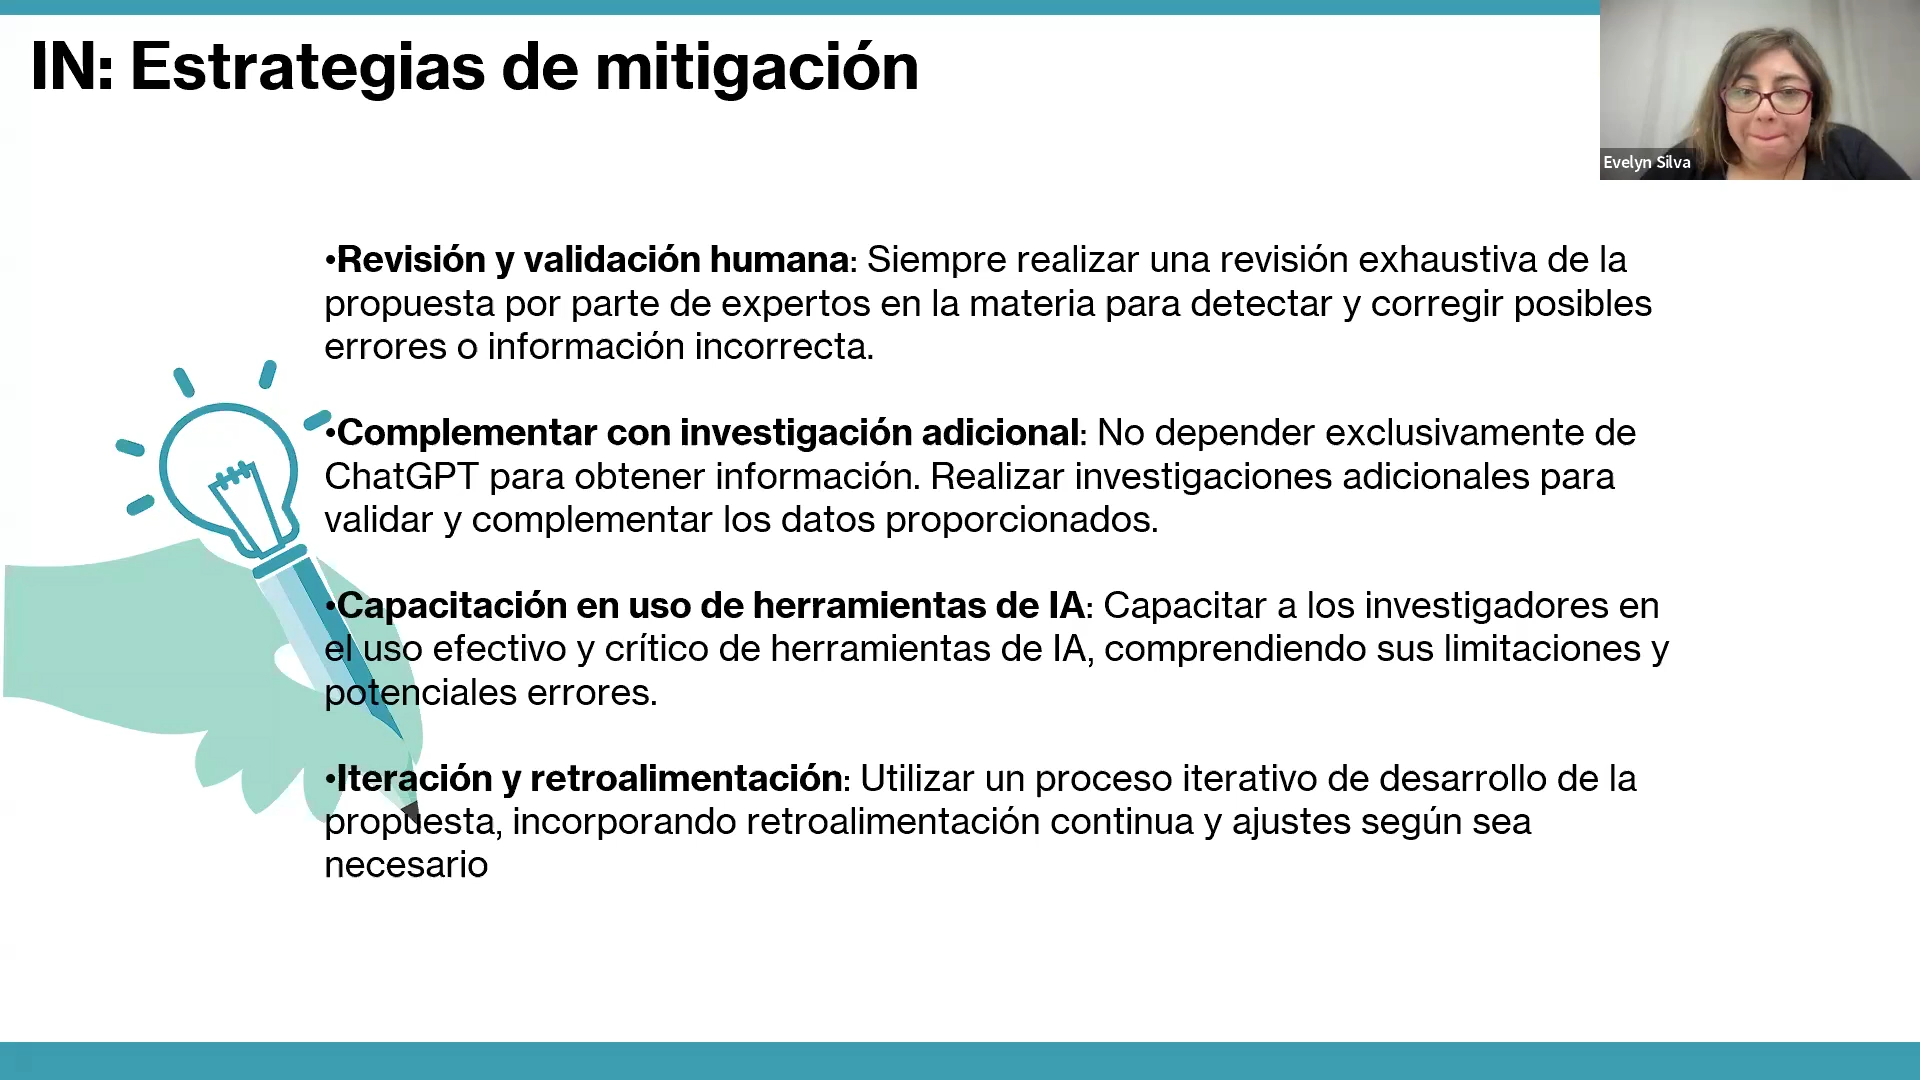 IN: Estrategias de mitigación
Evelyn Silva
•Revisión y validación humana: Siempre realizar una revisión exhaustiva de la
propuesta por parte de expertos en la materia para detectar y corregir posibles
errores o información incorrecta.
•Complementar con investigación adicional: No depender exclusivamente de
ChatGPT para obtener información. Realizar investigaciones adicionales para
validar y complementar los datos proporcionados.
•Capacitación en uso de herramientas de IA: Capacitar a los investigadores en
el uso efectivo y crítico de herramientas de IA, comprendiendo sus limitaciones y
potenciales errores.
•Iteración y retroalimentación: Utilizar un proceso iterativo de desarrollo de la
propuesta, incorporando retroalimentación continua y ajustes según sea
necesario